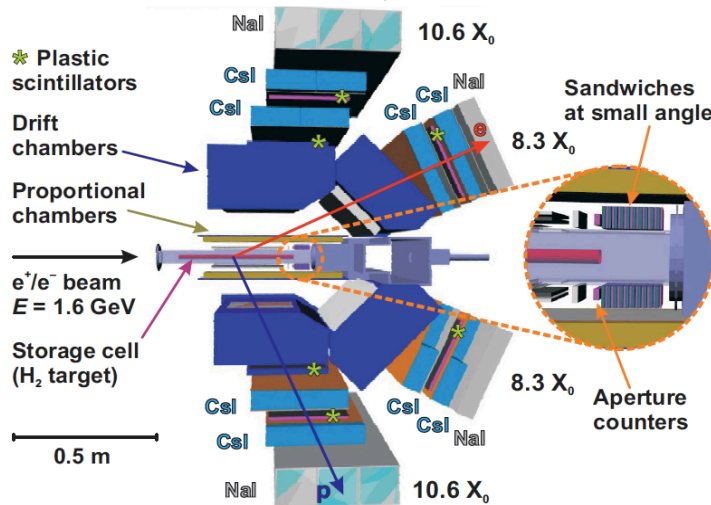 NaI
10.6 X₀
* Plastic
scintillators
CsI
CsI
Drift
chambers
Proportional
chambers
e⁺/e⁻ beam
E = 1.6 GeV
Storage cell
(H₂ target)
0.5 m
CsI
CsI
NaI
e
8.3 X₀
Sandwiches
at small angle
8.3 X₀
CsI
CsI
NaI
Aperture
counters
CsI
CsI
NaI
p
10.6 X₀